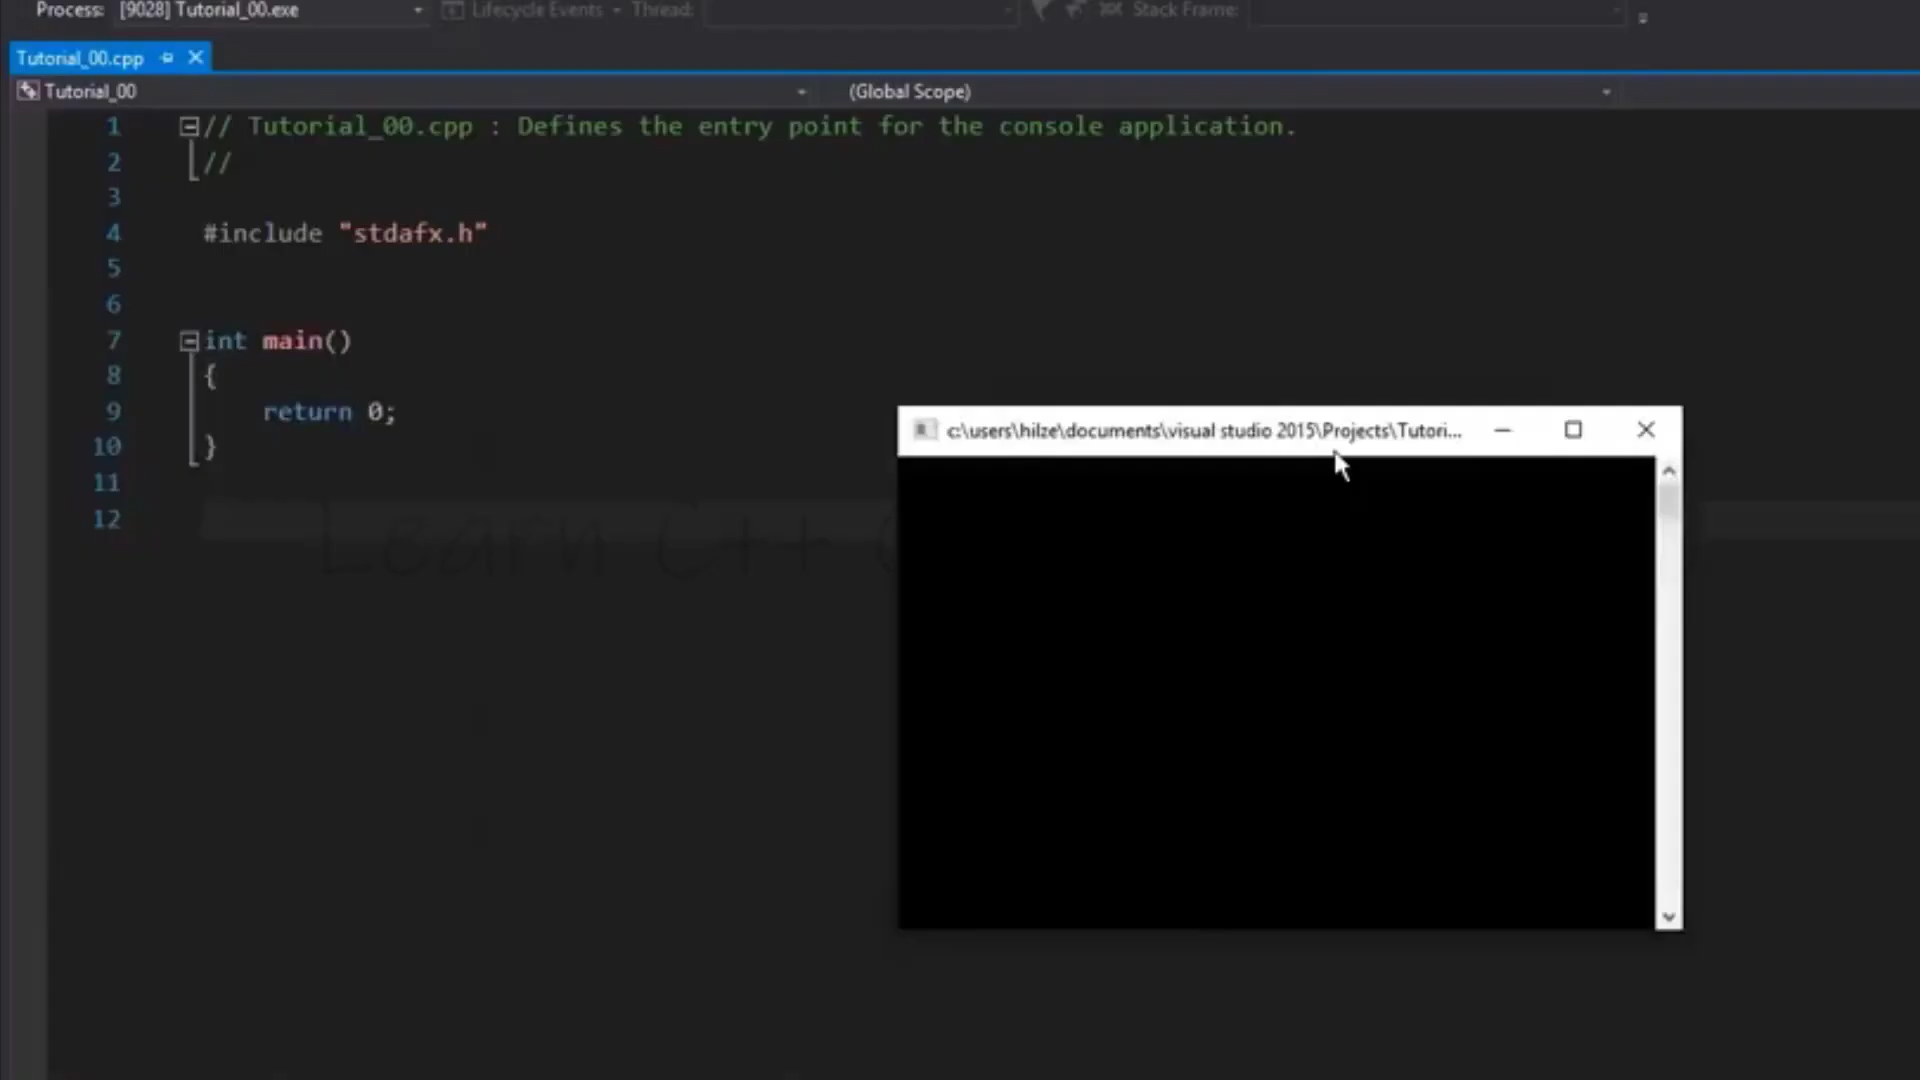 Process: [9028] Tutorial_00.exe Lifecycle Events Thread: Stack Frame:
Tutorial_00.cpp
Tutorial_00 (Global Scope)
1 // Tutorial_00.cpp : Defines the entry point for the console application.
2 //
3
4 #include "stdafx.h"
5
6
7 int main()
8 {
9 return 0;
10 }
11
12
Learn C++
c:\users\hilze\documents\visual studio 2015\Projects\Tutori...